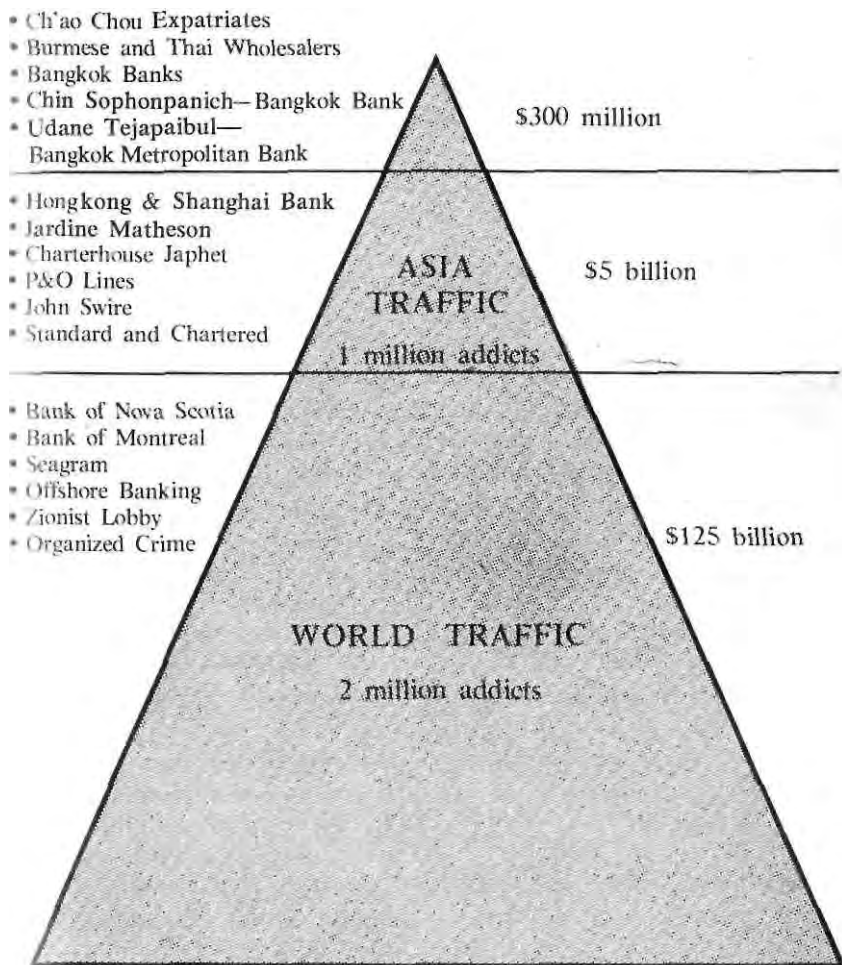 • Ch'ao Chou Expatriates
• Burmese and Thai Wholesalers
• Bangkok Banks
• Chin Sophonpanich—Bangkok Bank
• Udane Tejapaibul—
Bangkok Metropolitan Bank
$300 million
• Hongkong & Shanghai Bank
• Jardine Matheson
• Charterhouse Japhet
• P&O Lines
• John Swire
• Standard and Chartered
ASIA
TRAFFIC
1 million addicts
$5 billion
• Bank of Nova Scotia
• Bank of Montreal
• Seagram
• Offshore Banking
• Zionist Lobby
• Organized Crime
$125 billion
WORLD TRAFFIC
2 million addicts